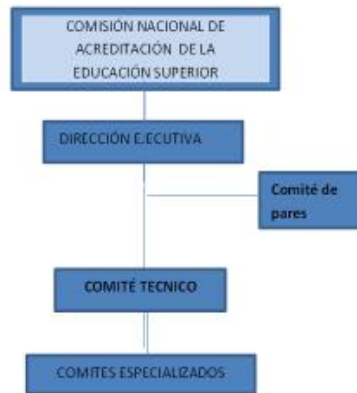 COMISIÓN NACIONAL DE
ACREDITACIÓN DE LA
EDUCACIÓN SUPERIOR
DIRECCIÓN EJECUTIVA
Comité de
pares
COMITÉ TECNICO
COMITES ESPECIALIZADOS